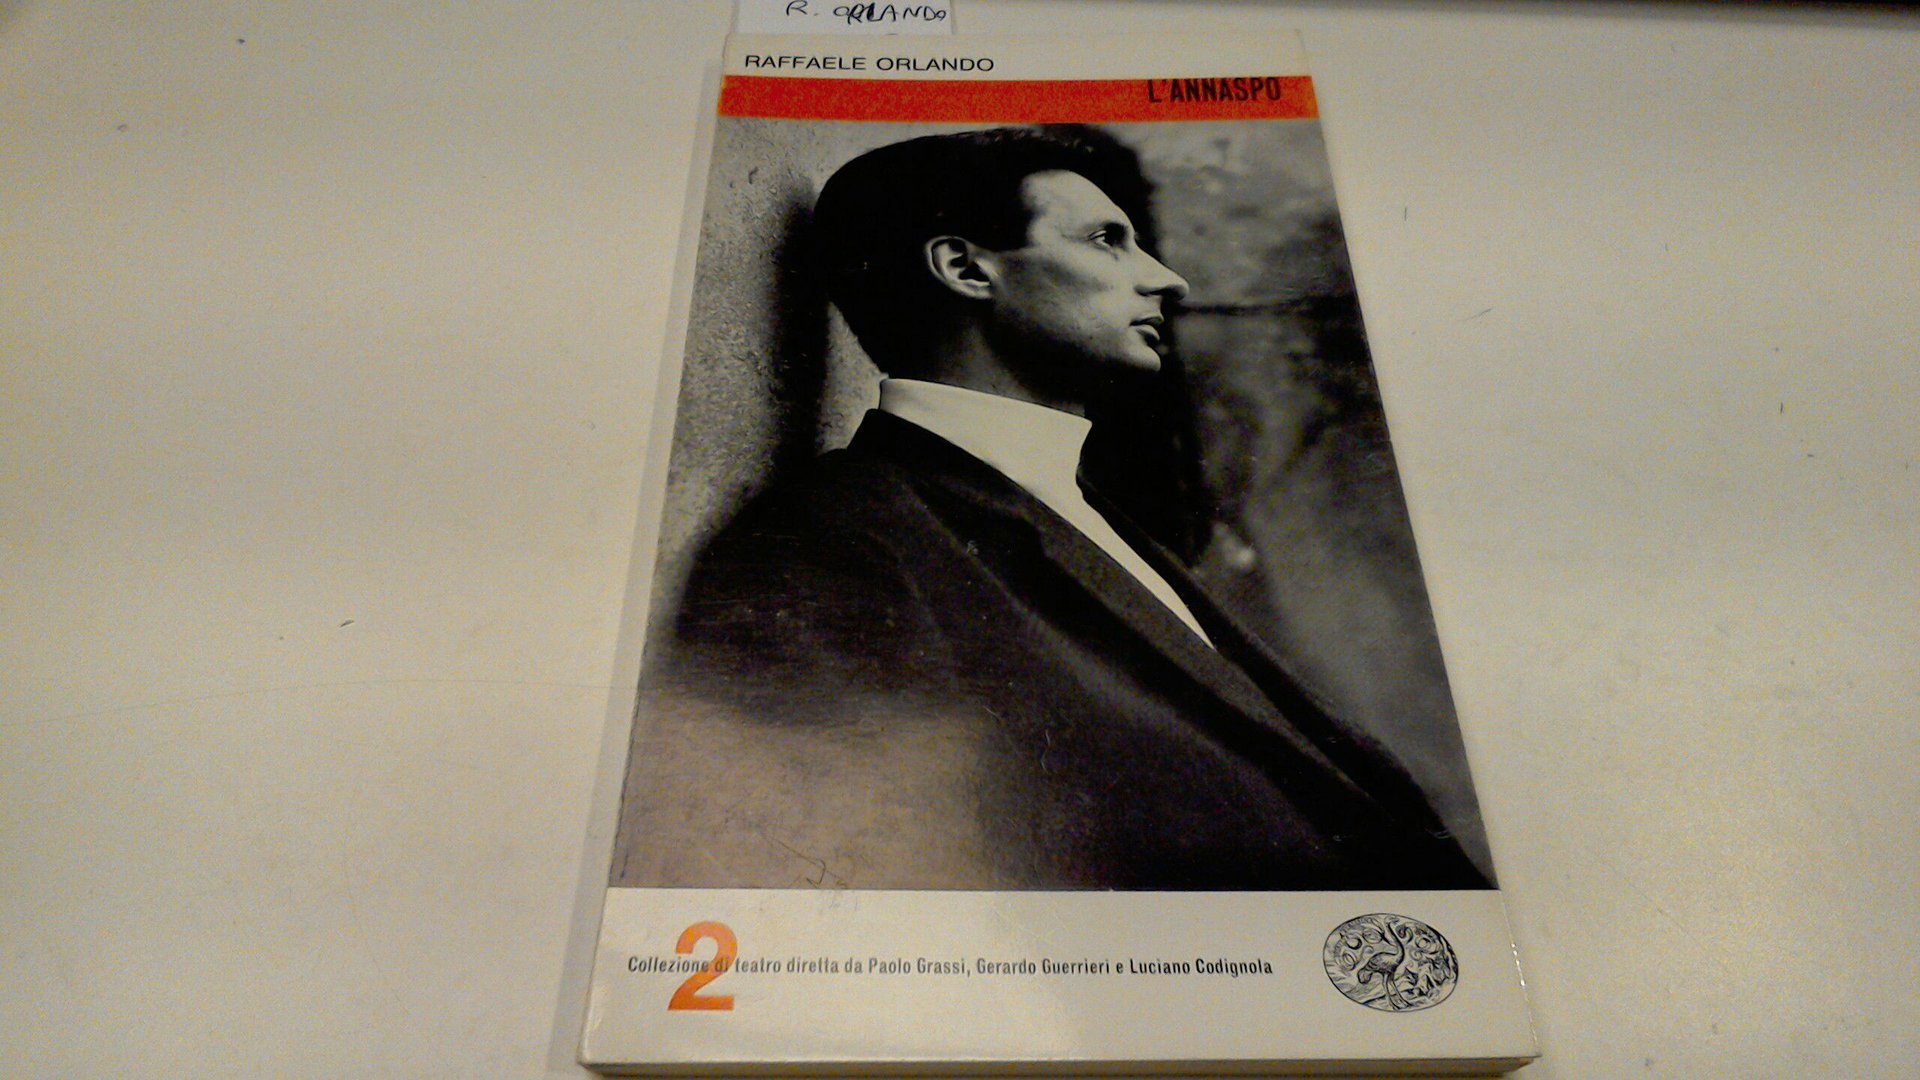 R. ORLANDO
RAFFAELE ORLANDO
L'ANNASPO
2
Collezione di teatro diretta da Paolo Grassi, Gerardo Guerrieri e Luciano Codignola